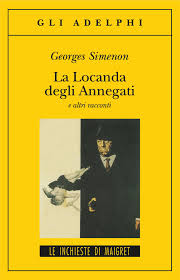 GLI ADELPHI
Georges Simenon
La Locanda
degli Annegati
e altri racconti
LE INCHIESTE DI MAIGRET